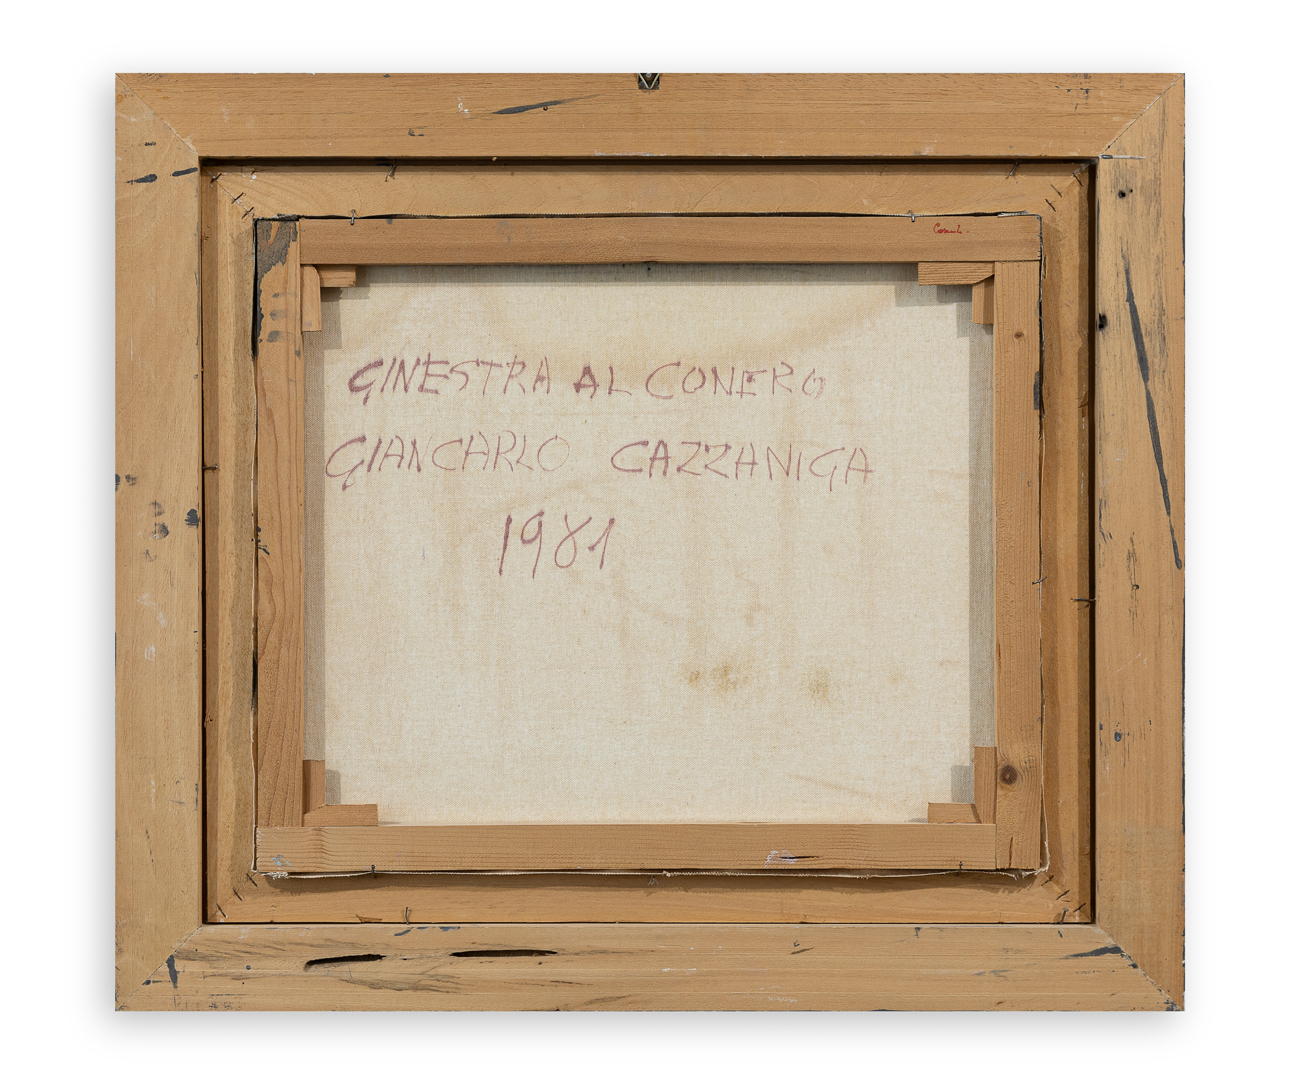 GINESTRA AL CONERO
GIANCARLO CAZZANIGA
1981